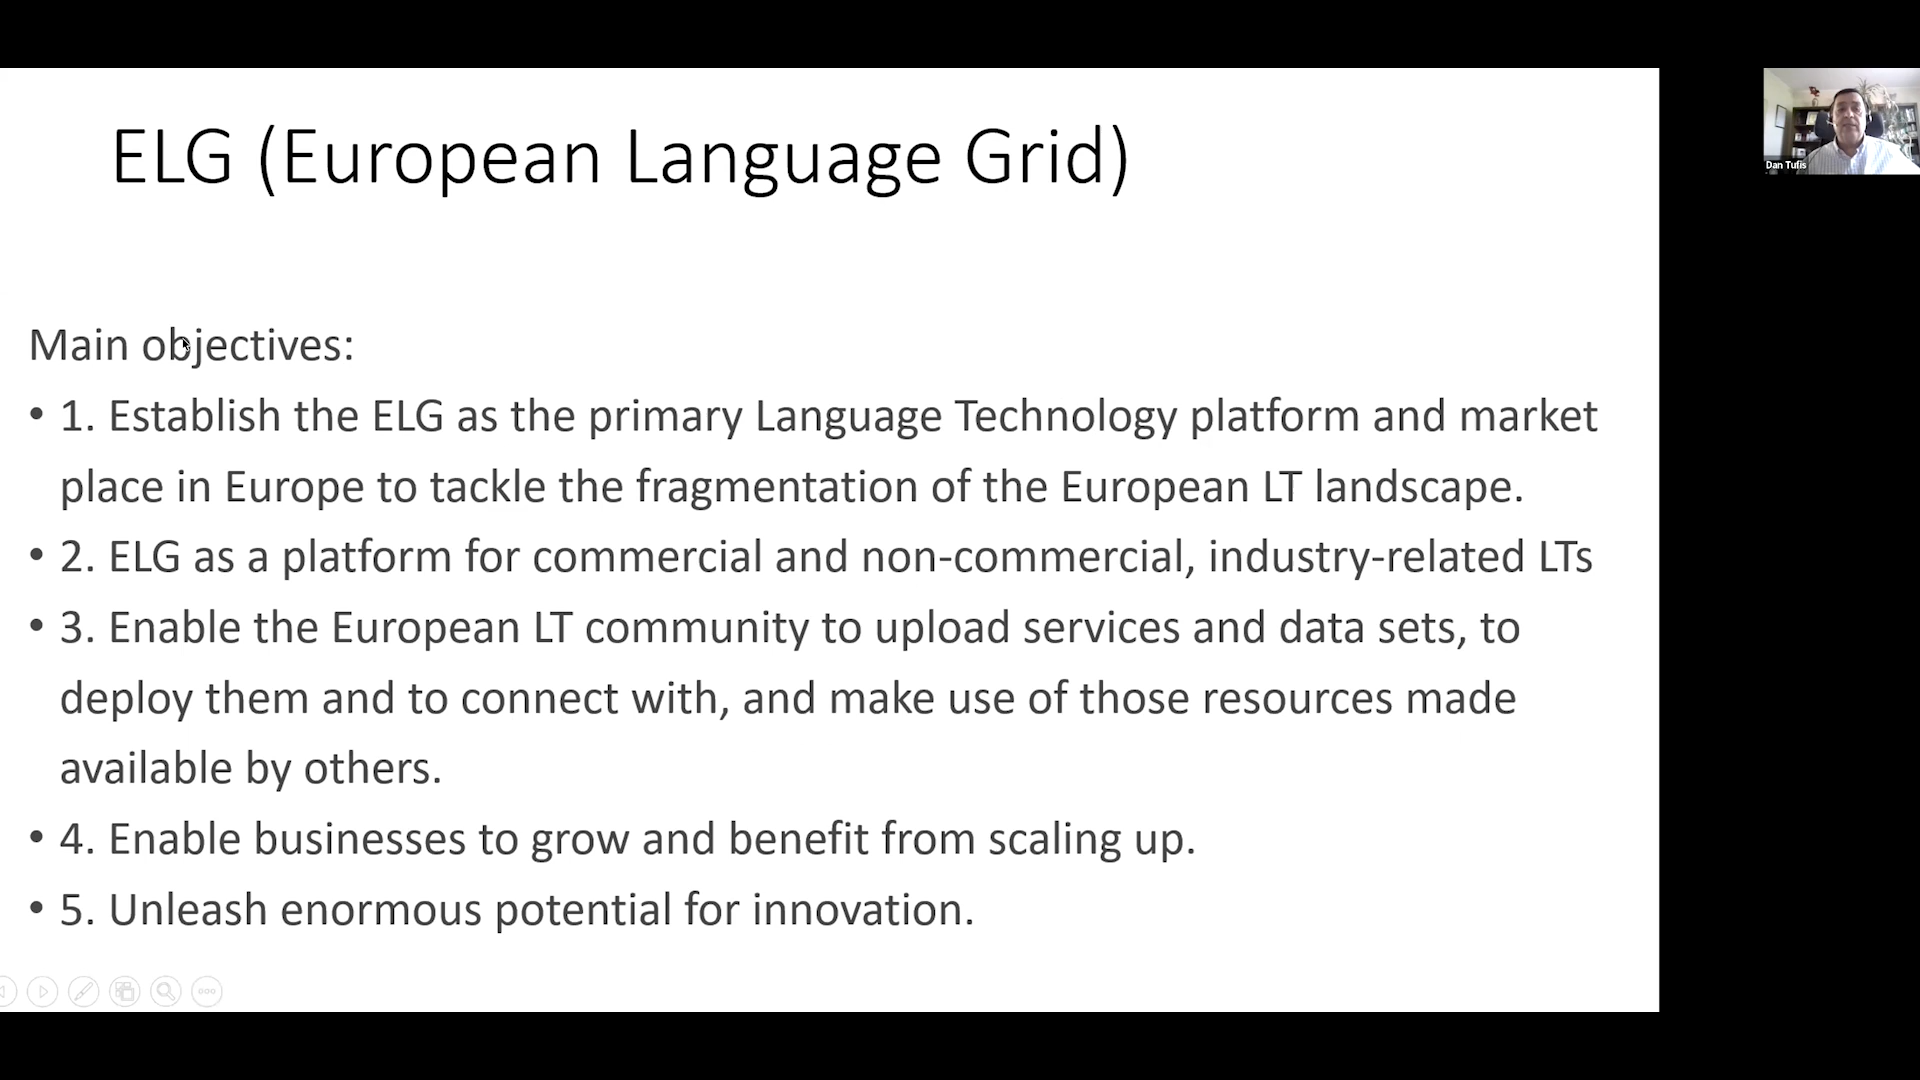 ELG (European Language Grid)
Dan Tufis
Main objectives:
• 1. Establish the ELG as the primary Language Technology platform and market
place in Europe to tackle the fragmentation of the European LT landscape.
• 2. ELG as a platform for commercial and non-commercial, industry-related LTs
• 3. Enable the European LT community to upload services and data sets, to
deploy them and to connect with, and make use of those resources made
available by others.
• 4. Enable businesses to grow and benefit from scaling up.
• 5. Unleash enormous potential for innovation.